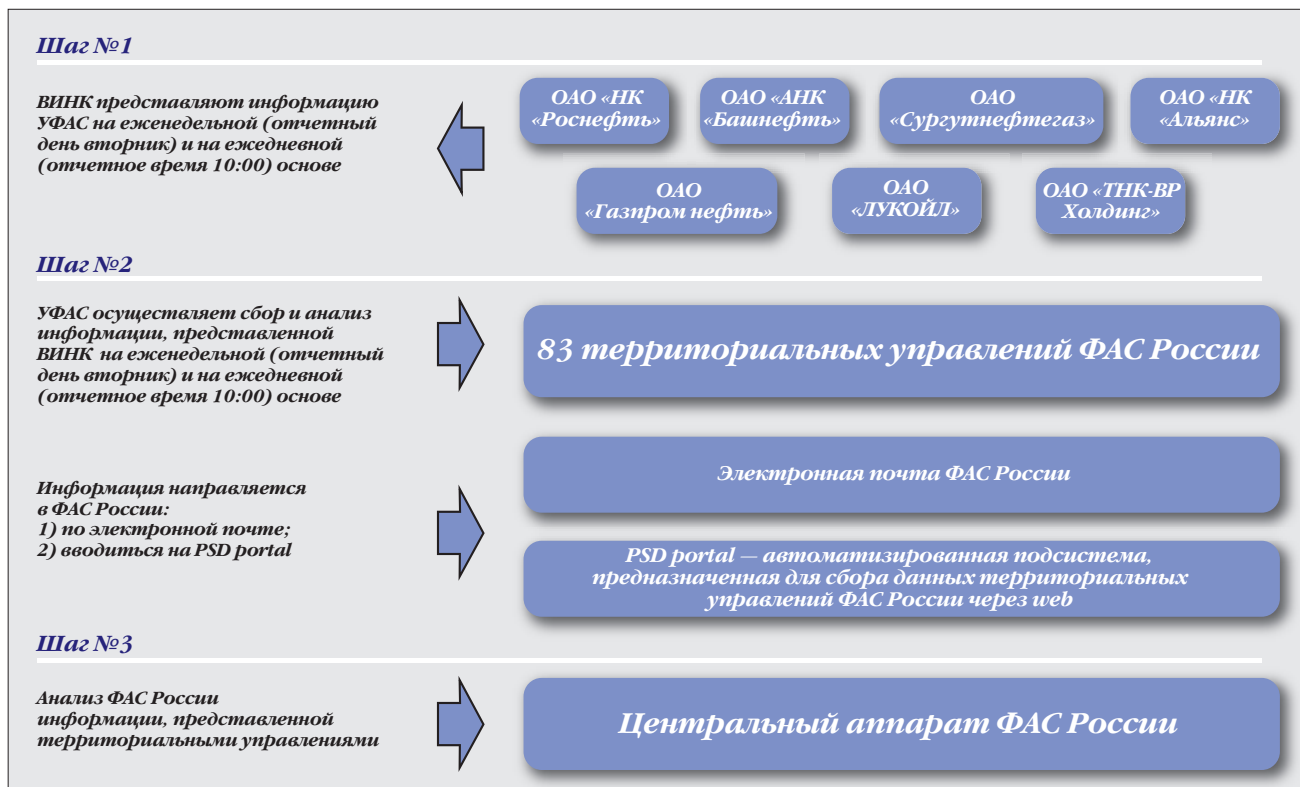 Шаг №1
ВИНК представляют информацию
УФАС на еженедельной (отчетный
день вторник) и на ежедневной
(отчетное время 10:00) основе
ОАО «НК
«Роснефть»
ОАО «АНК
«Башнефть»
ОАО
«Сургутнефтегаз»
ОАО «НК
«Альянс»
ОАО
«Газпром нефть»
ОАО
«ЛУКОЙЛ»
ОАО «ТНК-ВР
Холдинг»
Шаг №2
УФАС осуществляет сбор и анализ
информации, представленной
ВИНК на еженедельной (отчетный
день вторник) и на ежедневной
(отчетное время 10:00) основе
83 территориальных управлений ФАС России
Информация направляется
в ФАС России:
1) по электронной почте;
2) вводиться на PSD portal
Электронная почта ФАС России
PSD portal — автоматизированная подсистема,
предназначенная для сбора данных территориальных
управлений ФАС России через web
Шаг №3
Анализ ФАС России
информации, представленной
территориальными управлениями
Центральный аппарат ФАС России